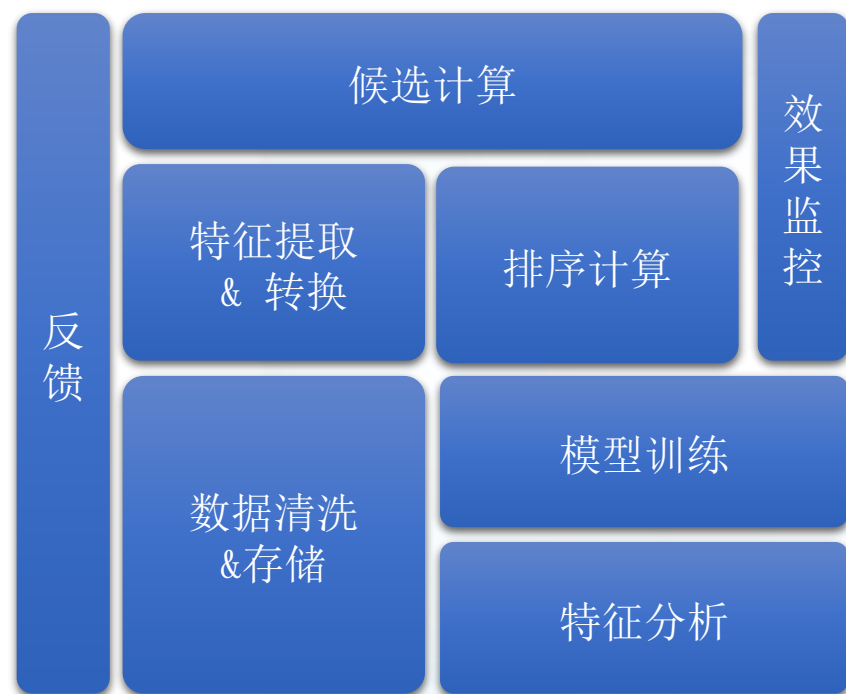 反馈
候选计算
效果监控
特征提取
& 转换
排序计算
数据清洗
&存储
模型训练
特征分析